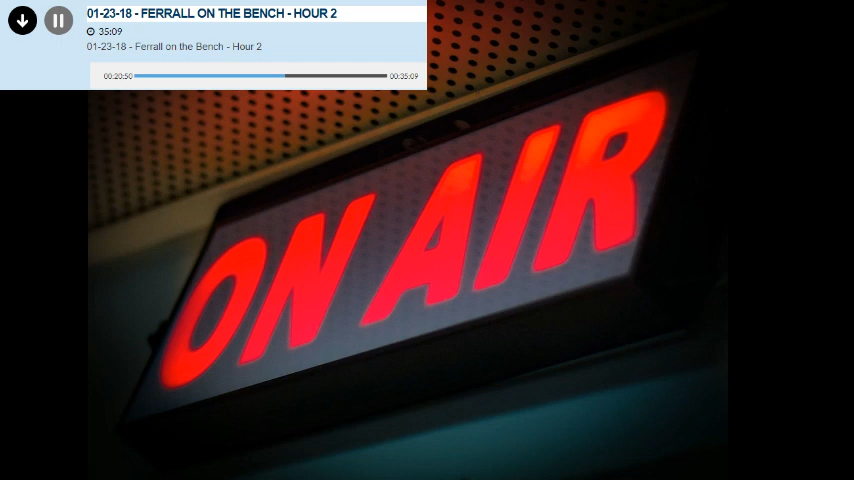 01-23-18 - FERRALL ON THE BENCH - HOUR 2
35:09
01-23-18 - Ferrall on the Bench - Hour 2
00:20:50 00:35:09
ON AIR